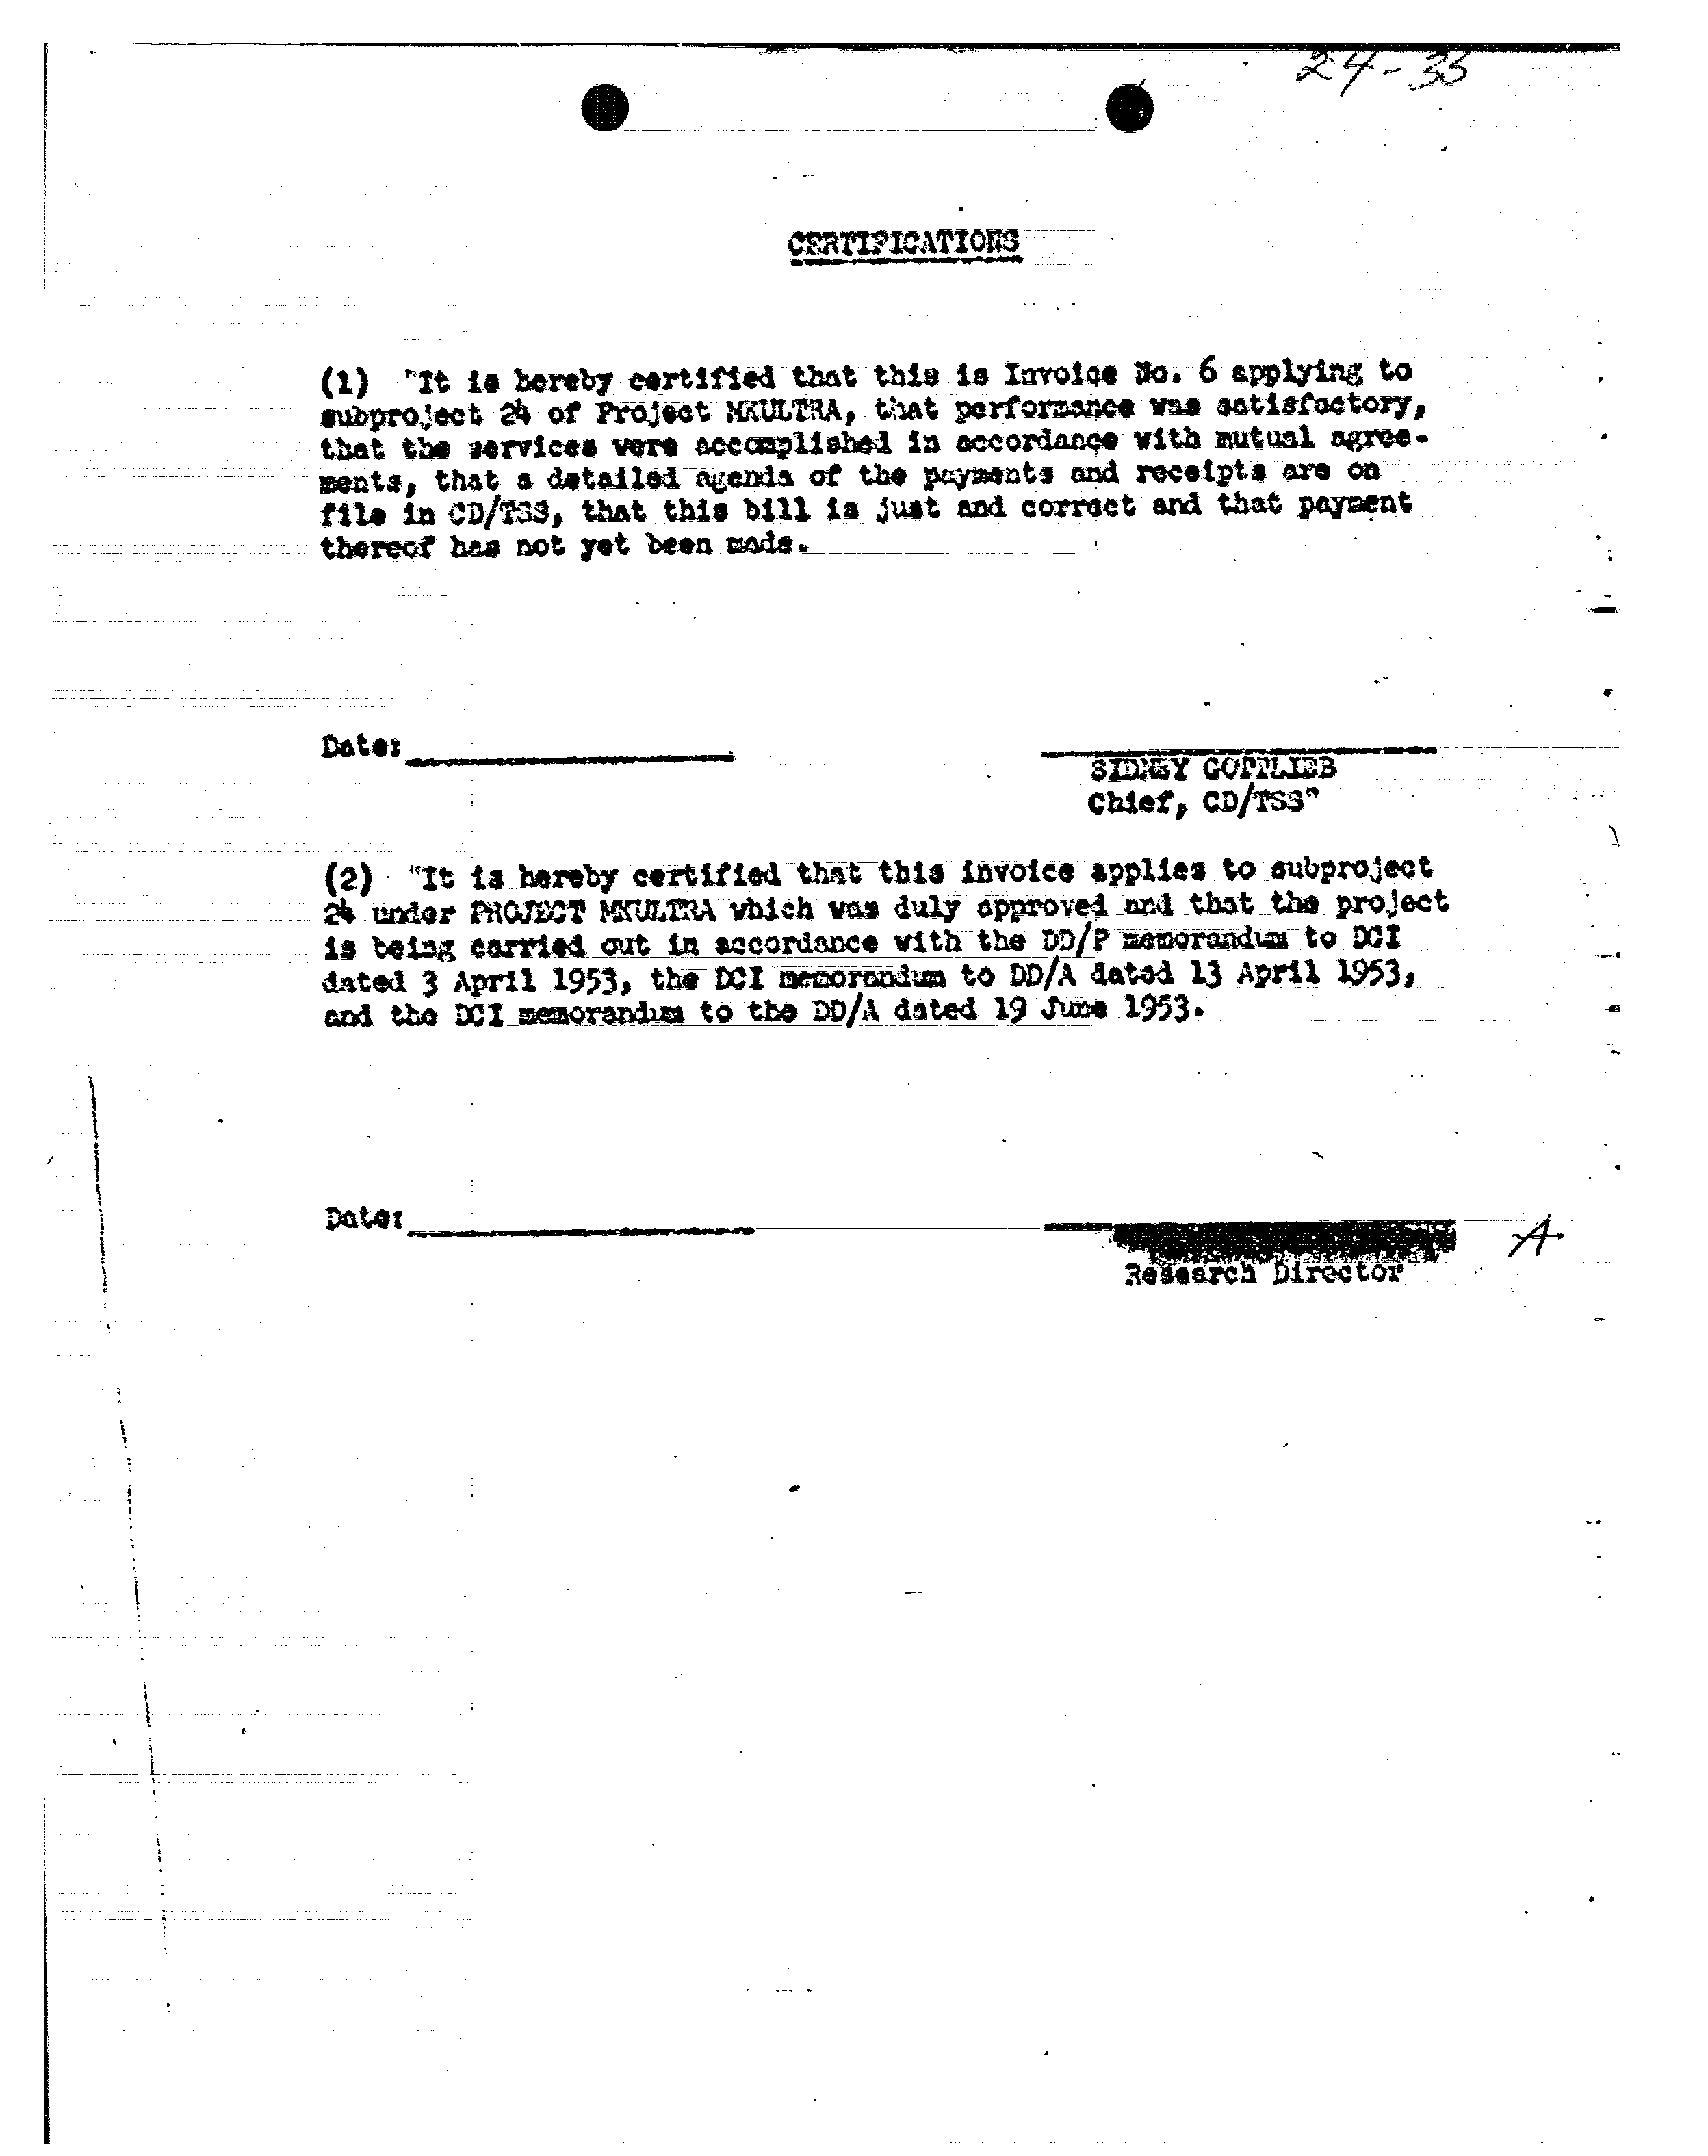 24-33
CERTIFICATIONS
(1) "It is hereby certified that this is Invoice No. 6 applying to
subproject 24 of Project MKULTRA, that performance was satisfactory,
that the services were accomplished in accordance with mutual agree-
ments, that a detailed agenda of the payments and receipts are on
file in CD/TSS, that this bill is just and correct and that payment
thereof has not yet been made.
Date:
SIDNEY GOTTLIEB
Chief, CD/TSS"
(2) "It is hereby certified that this invoice applies to subproject
24 under PROJECT MKULTRA which was duly approved and that the project
is being carried out in accordance with the DD/P memorandum to DCI
dated 3 April 1953, the DCI memorandum to DD/A dated 13 April 1953,
and the DCI memorandum to the DD/A dated 19 June 1953.
Date:
A
Research Director